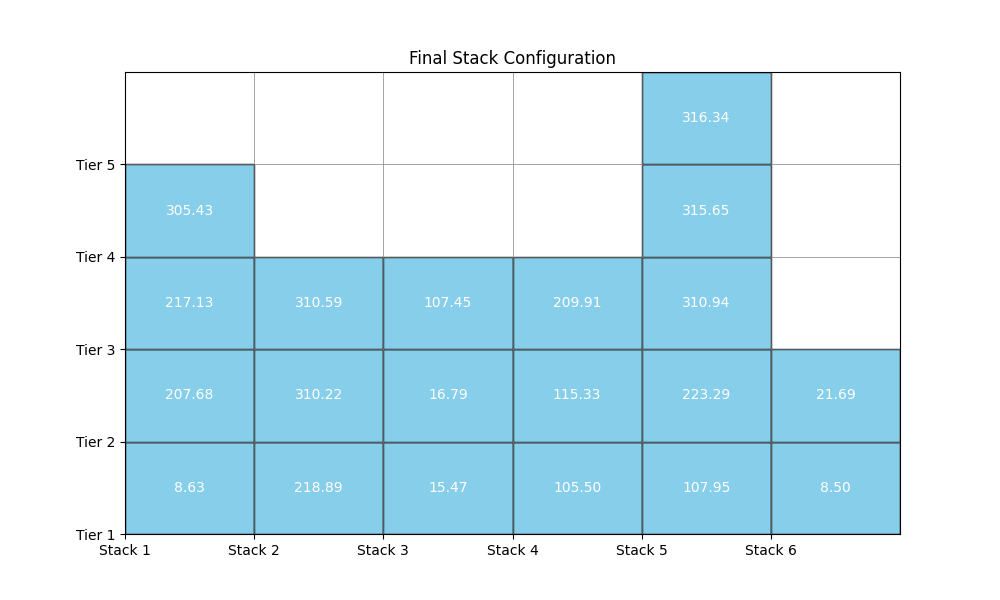 Final Stack Configuration
316.34
Tier 5
305.43 315.65
Tier 4
217.13 310.59 107.45 209.91 310.94
Tier 3
207.68 310.22 16.79 115.33 223.29 21.69
Tier 2
8.63 218.89 15.47 105.50 107.95 8.50
Tier 1
Stack 1 Stack 2 Stack 3 Stack 4 Stack 5 Stack 6